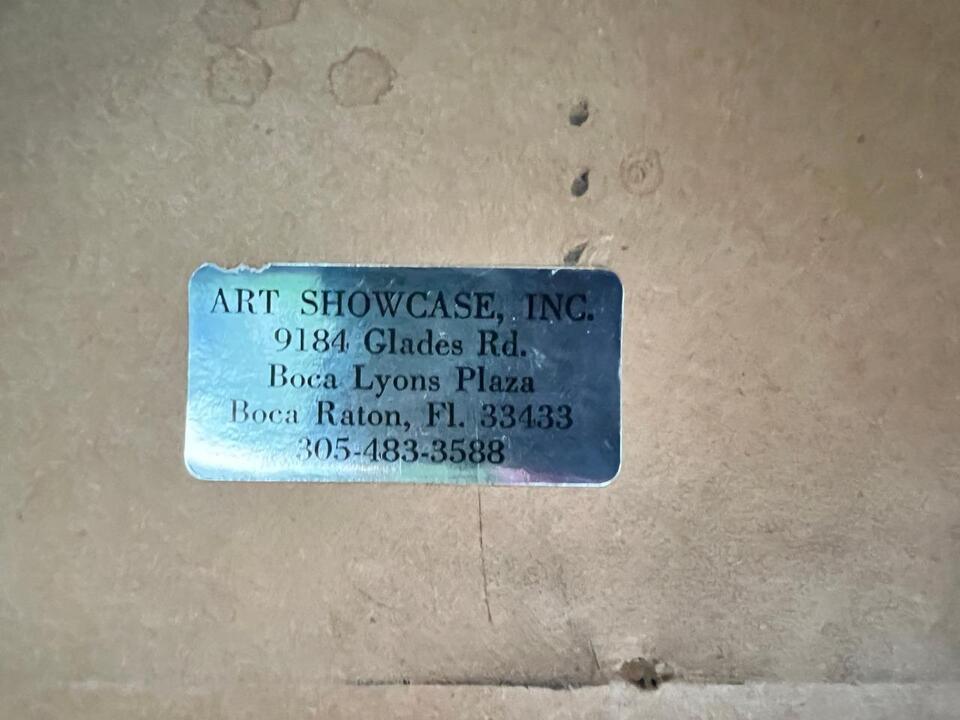 ART SHOWCASE, INC.
9184 Glades Rd.
Boca Lyons Plaza
Boca Raton, Fl. 33433
305-483-3588